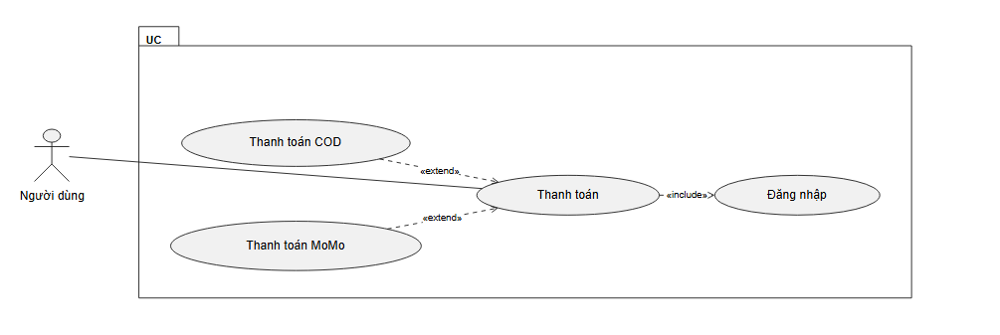 UC
Thanh toán COD
«extend»
Người dùng
Thanh toán
«include»
Đăng nhập
«extend»
Thanh toán MoMo